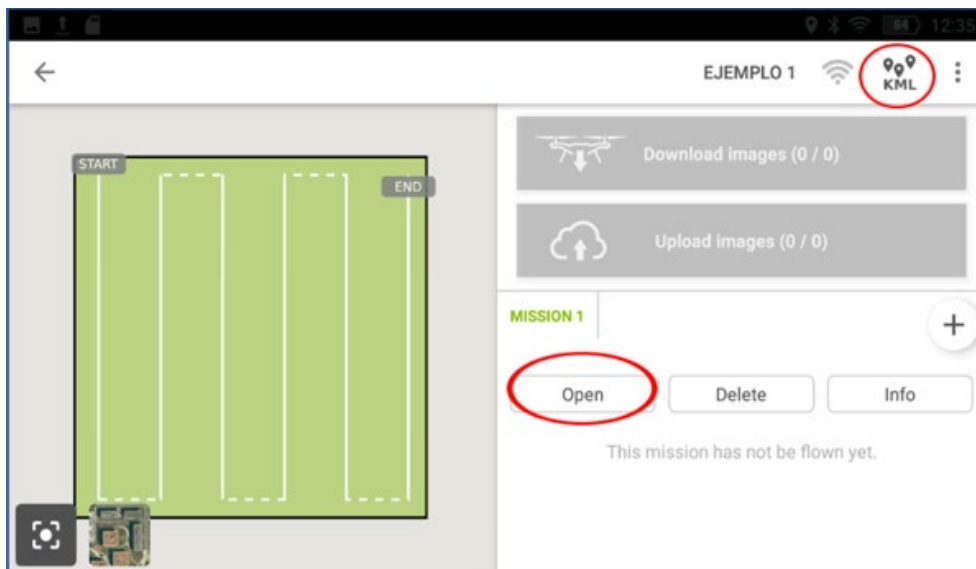 84 12:35
EJEMPLO 1
KML
START
END
Download images (0 / 0)
Upload images (0 / 0)
MISSION 1
+
Open Delete Info
This mission has not be flown yet.